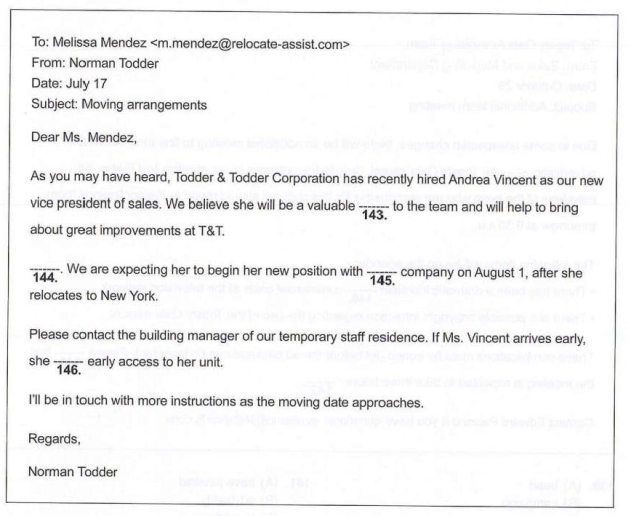 To: Melissa Mendez <m.mendez@relocate-assist.com>
From: Norman Todder
Date: July 17
Subject: Moving arrangements
Dear Ms. Mendez,
As you may have heard, Todder & Todder Corporation has recently hired Andrea Vincent as our new
vice president of sales. We believe she will be a valuable ------- to the team and will help to bring
143.
about great improvements at T&T.
-------. We are expecting her to begin her new position with ------- company on August 1, after she
144. 145.
relocates to New York.
Please contact the building manager of our temporary staff residence. If Ms. Vincent arrives early,
she ------- early access to her unit.
146.
I'll be in touch with more instructions as the moving date approaches.
Regards,
Norman Todder